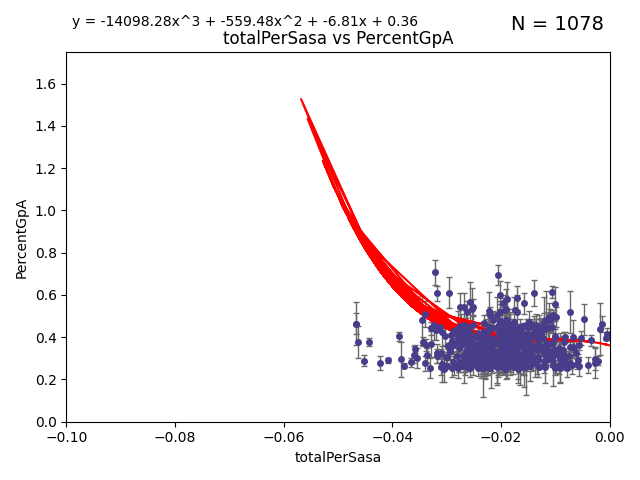 y = -14098.28x^3 + -559.48x^2 + -6.81x + 0.36
N = 1078
totalPerSasa vs PercentGpA
PercentGpA
1.6
1.4
1.2
1.0
0.8
0.6
0.4
0.2
0.0
−0.10 −0.08 −0.06 −0.04 −0.02 0.00
totalPerSasa